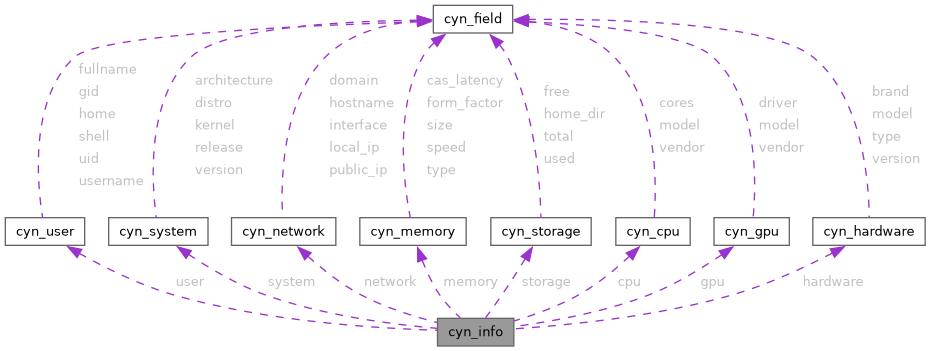 cyn_field
fullname
gid
home
shell
uid
username
architecture
distro
kernel
release
version
domain
hostname
interface
local_ip
public_ip
cas_latency
form_factor
size
speed
type
free
home_dir
total
used
cores
model
vendor
driver
model
vendor
brand
model
type
version
cyn_user
cyn_system
cyn_network
cyn_memory
cyn_storage
cyn_cpu
cyn_gpu
cyn_hardware
user
system
network
memory
storage
cpu
gpu
hardware
cyn_info